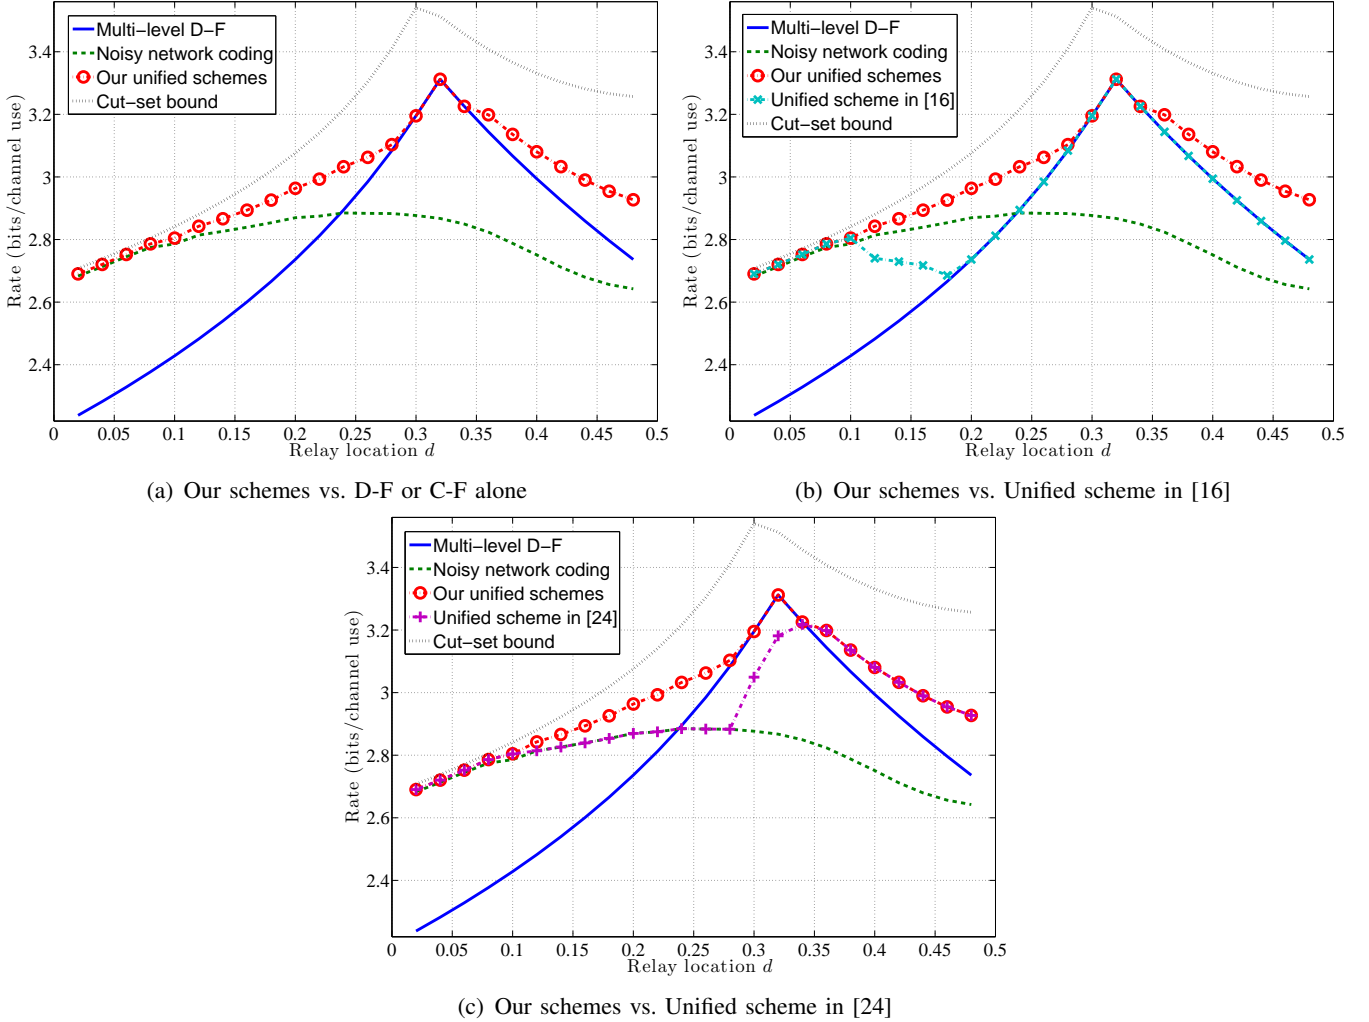 Multi−level D−F
Noisy network coding
Our unified schemes
Cut−set bound
3.4
3.2
3
2.8
2.6
2.4
Rate (bits/channel use)
0
0.05
0.1
0.15
0.2
0.25
0.3
0.35
0.4
0.45
0.5
Relay location d
(a) Our schemes vs. D-F or C-F alone
Multi−level D−F
Noisy network coding
Our unified schemes
Unified scheme in [16]
Cut−set bound
3.4
3.2
3
2.8
2.6
2.4
Rate (bits/channel use)
0
0.05
0.1
0.15
0.2
0.25
0.3
0.35
0.4
0.45
0.5
Relay location d
(b) Our schemes vs. Unified scheme in [16]
Multi−level D−F
Noisy network coding
Our unified schemes
Unified scheme in [24]
Cut−set bound
3.4
3.2
3
2.8
2.6
2.4
Rate (bits/channel use)
0
0.05
0.1
0.15
0.2
0.25
0.3
0.35
0.4
0.45
0.5
Relay location d
(c) Our schemes vs. Unified scheme in [24]